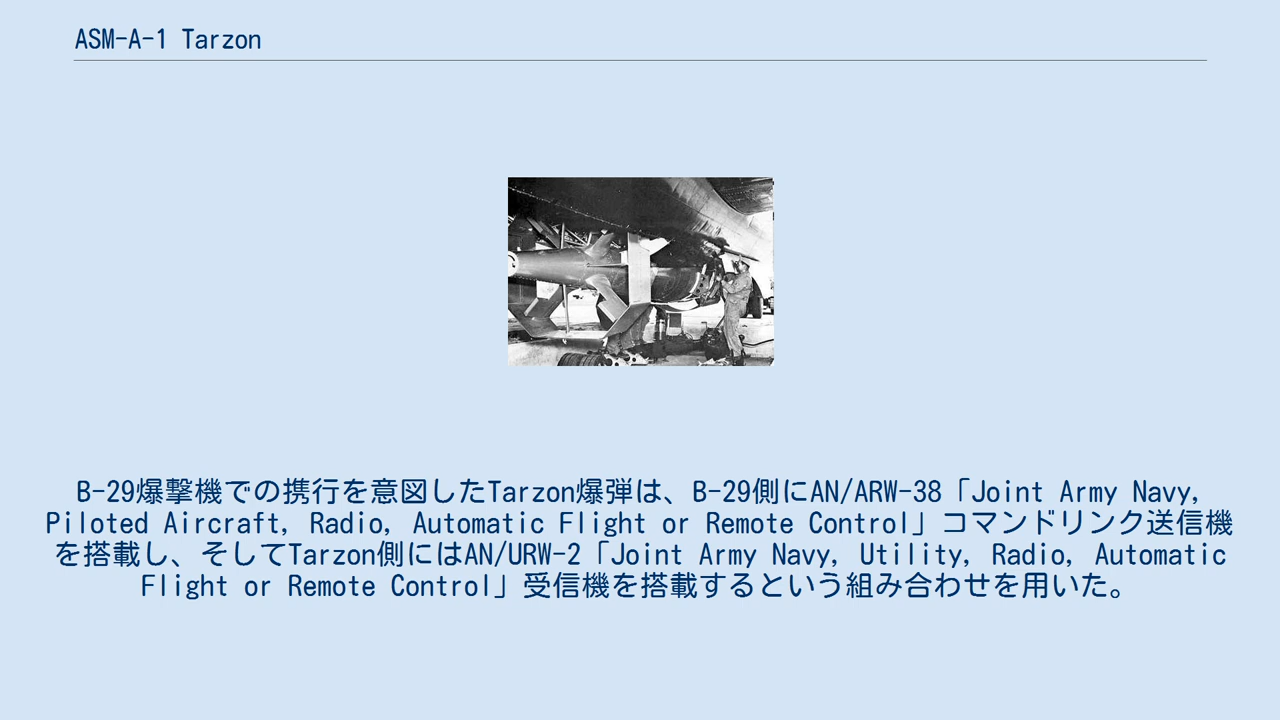 ASM-A-1 Tarzon
B-29爆撃機での携行を意図したTarzon爆弾は、B-29側にAN/ARW-38「Joint Army Navy,
Piloted Aircraft, Radio, Automatic Flight or Remote Control」コマンドリンク送信機
を搭載し、そしてTarzon側にはAN/URW-2「Joint Army Navy, Utility, Radio, Automatic
Flight or Remote Control」受信機を搭載するという組み合わせを用いた。